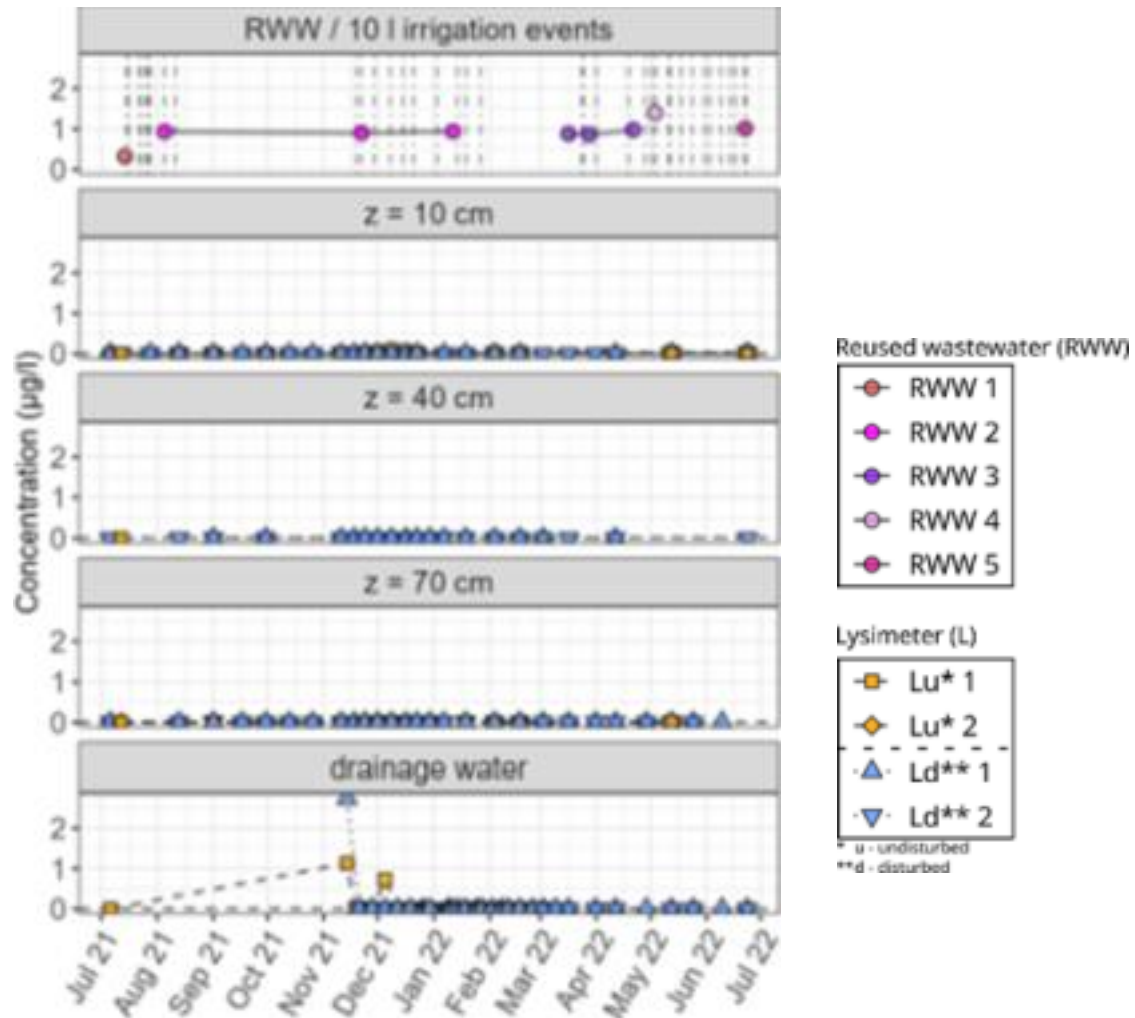 RWW / 10 l irrigation events
2
1
0
z = 10 cm
2
1
0
z = 40 cm
2
1
0
z = 70 cm
2
1
0
drainage water
2
1
0
Concentration (µg/l)
Jul 21
Aug 21
Sep 21
Oct 21
Nov 21
Dec 21
Jan 22
Feb 22
Mar 22
Apr 22
May 22
Jun 22
Jul 22
Reused wastewater (RWW)
RWW 1
RWW 2
RWW 3
RWW 4
RWW 5
Lysimeter (L)
Lu* 1
Lu* 2
Ld** 1
Ld** 2
* u - undisturbed
**d - disturbed